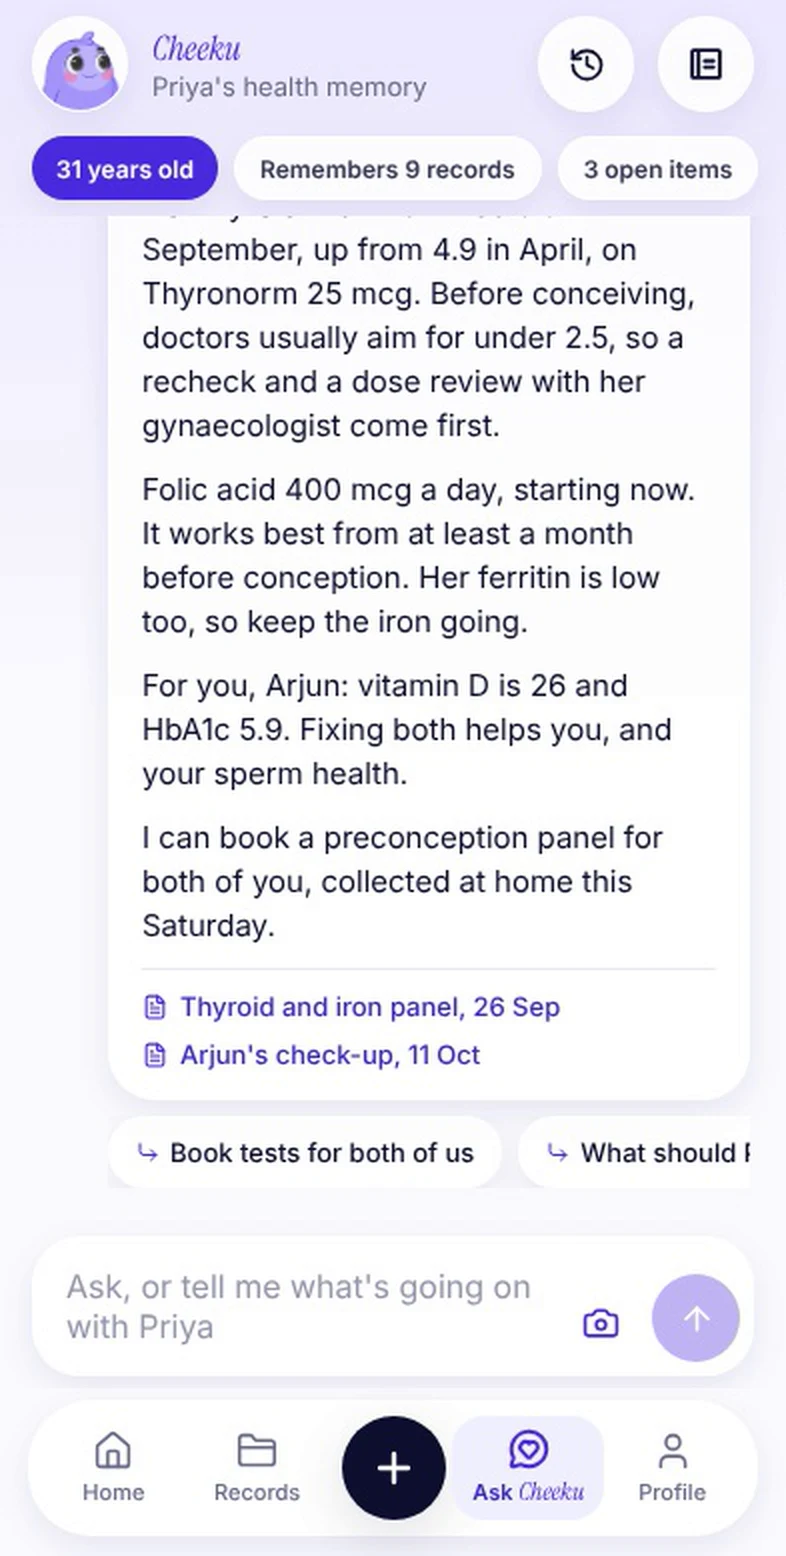 Cheeku
Priya's health memory
31 years old
Remembers 9 records
3 open items
September, up from 4.9 in April, on
Thyronorm 25 mcg. Before conceiving,
doctors usually aim for under 2.5, so a
recheck and a dose review with her
gynaecologist come first.
Folic acid 400 mcg a day, starting now.
It works best from at least a month
before conception. Her ferritin is low
too, so keep the iron going.
For you, Arjun: vitamin D is 26 and
HbA1c 5.9. Fixing both helps you, and
your sperm health.
I can book a preconception panel for
both of you, collected at home this
Saturday.
Thyroid and iron panel, 26 Sep
Arjun's check-up, 11 Oct
Book tests for both of us
What should
Ask, or tell me what's going on
with Priya
Home
Records
Ask Cheeku
Profile